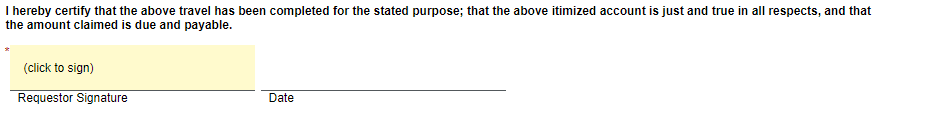 I hereby certify that the above travel has been completed for the stated purpose; that the above itimized account is just and true in all respects, and that
the amount claimed is due and payable.
*
(click to sign)
Requestor Signature Date